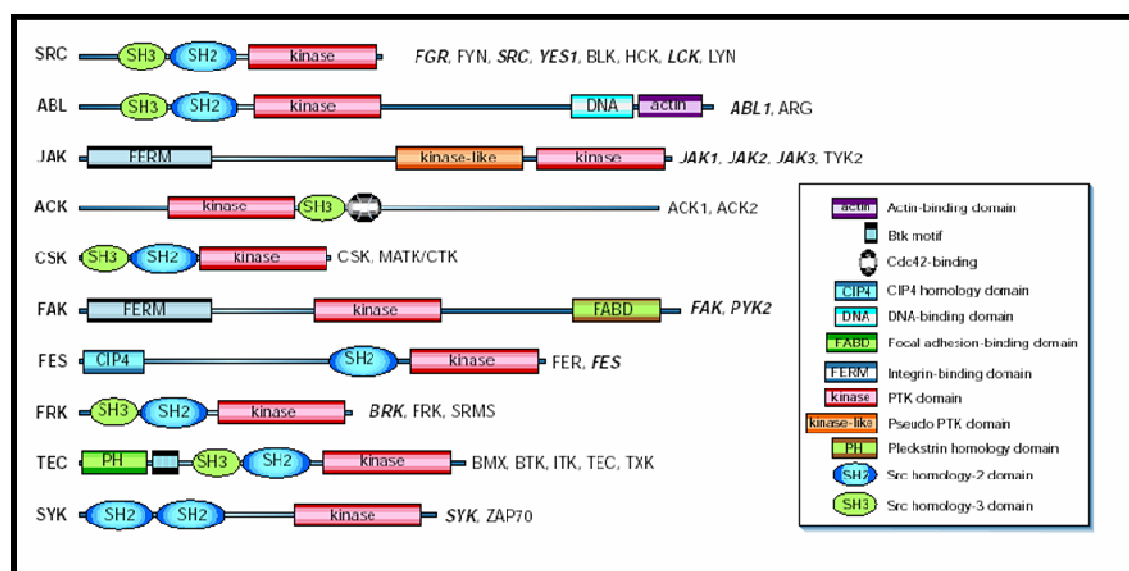 SRC SH3 SH2 kinase FGR, FYN, SRC, YES1, BLK, HCK, LCK, LYN
ABL SH3 SH2 kinase DNA actin ABL1, ARG
JAK FERM kinase-like kinase JAK1, JAK2, JAK3, TYK2
ACK kinase SH3 ACK1, ACK2
CSK SH3 SH2 kinase CSK, MATK/CTK
FAK FERM kinase FABD FAK, PYK2
FES CIP4 SH2 kinase FER, FES
FRK SH3 SH2 kinase BRK, FRK, SRMS
TEC PH SH3 SH2 kinase BMX, BTK, ITK, TEC, TXK
SYK SH2 SH2 kinase SYK, ZAP70
actin Actin-binding domain
Btk motif
Cdc42-binding
CIP4 CIP4 homology domain
DNA DNA-binding domain
FABD Focal adhesion-binding domain
FERM Integrin-binding domain
kinase PTK domain
kinase-like Pseudo PTK domain
PH Pleckstrin homology domain
SH2 Src homology-2 domain
SH3 Src homology-3 domain